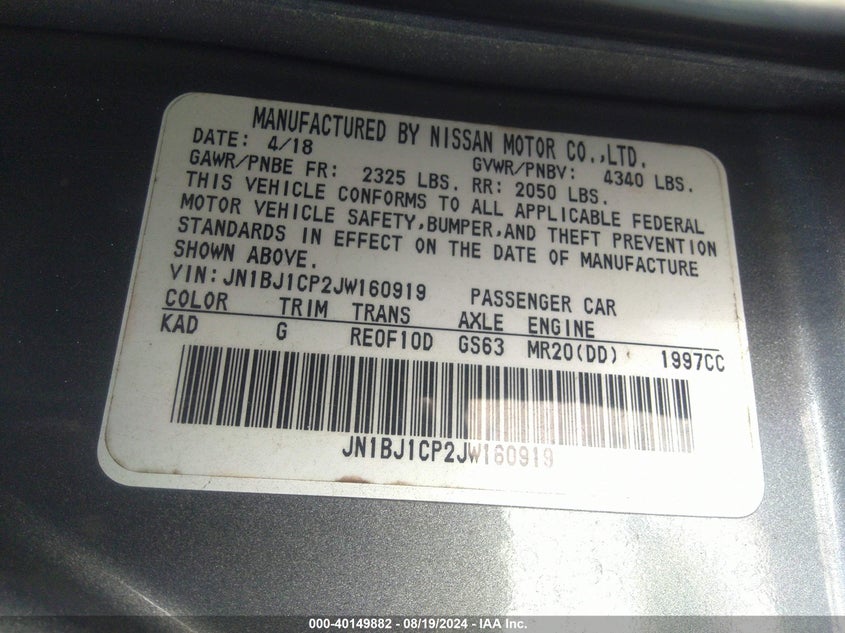 MANUFACTURED BY NISSAN MOTOR CO.,LTD.
DATE: 4/18 GVWR/PNBV: 4340 LBS.
GAWR/PNBE FR: 2325 LBS. RR: 2050 LBS.
THIS VEHICLE CONFORMS TO ALL APPLICABLE FEDERAL
MOTOR VEHICLE SAFETY,BUMPER,AND THEFT PREVENTION
STANDARDS IN EFFECT ON THE DATE OF MANUFACTURE
SHOWN ABOVE.
VIN:JN1BJ1CP2JW160919 PASSENGER CAR
COLOR TRIM TRANS AXLE ENGINE
KAD G RE0F10D GS63 MR20(DD) 1997CC
JN1BJ1CP2JW160919
000-40149882 - 08/19/2024 - IAA Inc.